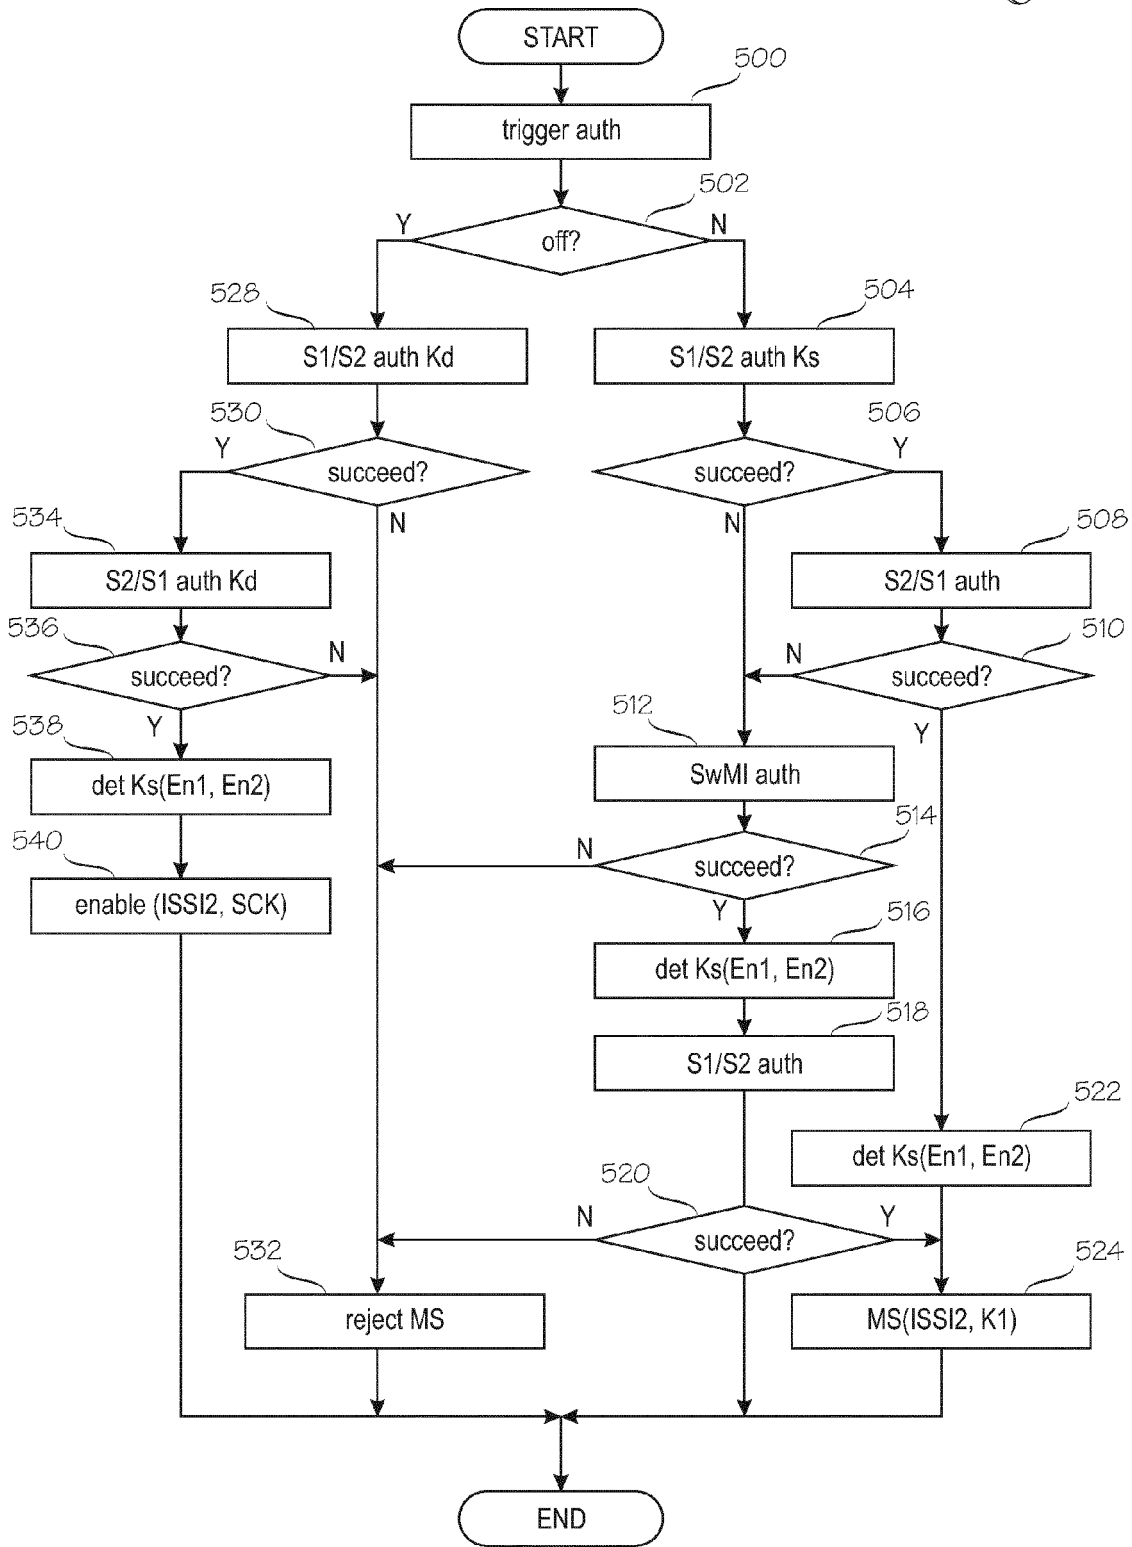 START
500
trigger auth
502
Y
N
off?
528
504
S1/S2 auth Kd
S1/S2 auth Ks
530
506
Y
succeed?
succeed?
Y
N
N
534
508
S2/S1 auth Kd
S2/S1 auth
536
510
N
N
succeed?
succeed?
Y
538
512
Y
det Ks(En1, En2)
SwMI auth
540
514
N
succeed?
enable (ISSI2, SCK)
Y
516
det Ks(En1, En2)
518
S1/S2 auth
522
det Ks(En1, En2)
520
N
Y
succeed?
532
524
reject MS
MS(ISSI2, K1)
END